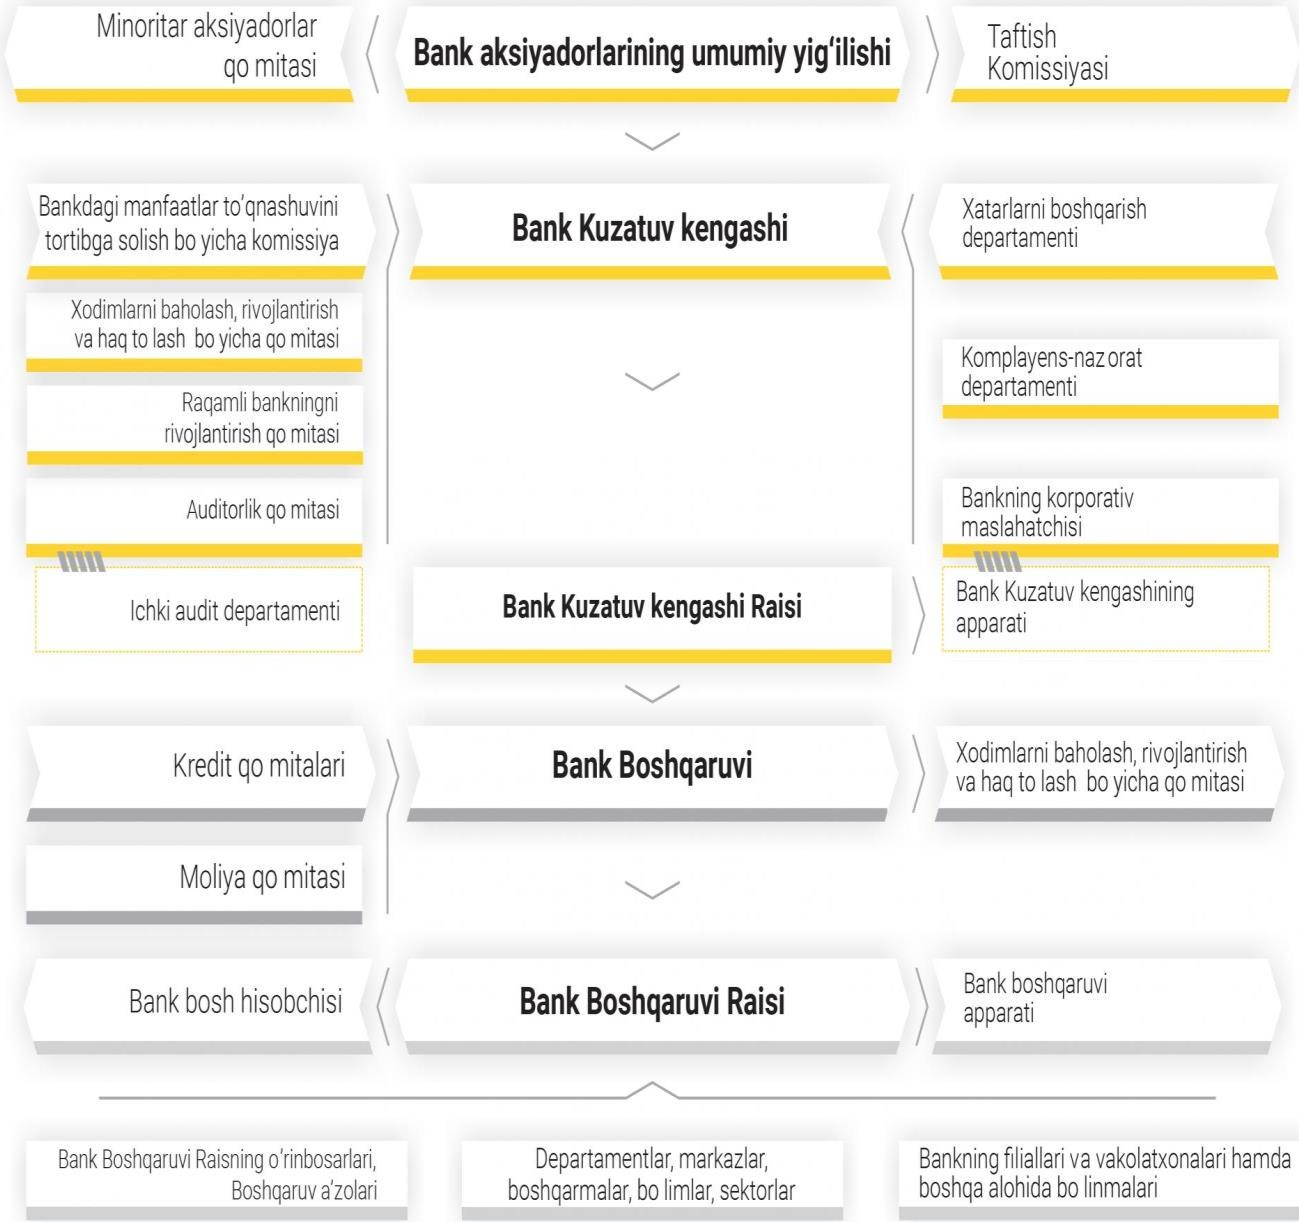 Minoritar aksiyadorlar
qo mitasi
Bank aksiyadorlarining umumiy yig‘ilishi
Taftish
Komissiyasi
Bankdagi manfaatlar to‘qnashuvini
tortibga solish bo yicha komissiya
Bank Kuzatuv kengashi
Xatarlarni boshqarish
departamenti
Xodimlarni baholash, rivojlantirish
va haq to lash bo yicha qo mitasi
Komplayens-naz orat
departamenti
Raqamli bankningni
rivojlantirish qo mitasi
Auditorlik qo mitasi
Bankning korporativ
maslahatchisi
Ichki audit departamenti
Bank Kuzatuv kengashi Raisi
Bank Kuzatuv kengashining
apparati
Kredit qo mitalari
Bank Boshqaruvi
Xodimlarni baholash, rivojlantirish
va haq to lash bo yicha qo mitasi
Moliya qo mitasi
Bank bosh hisobchisi
Bank Boshqaruvi Raisi
Bank boshqaruvi
apparati
Bank Boshqaruvi Raisning o‘rinbosarlari,
Boshqaruv a’zolari
Departamentlar, markazlar,
boshqarmalar, bo limlar, sektorlar
Bankning filiallari va vakolatxonalari hamda
boshqa alohida bo linmalari